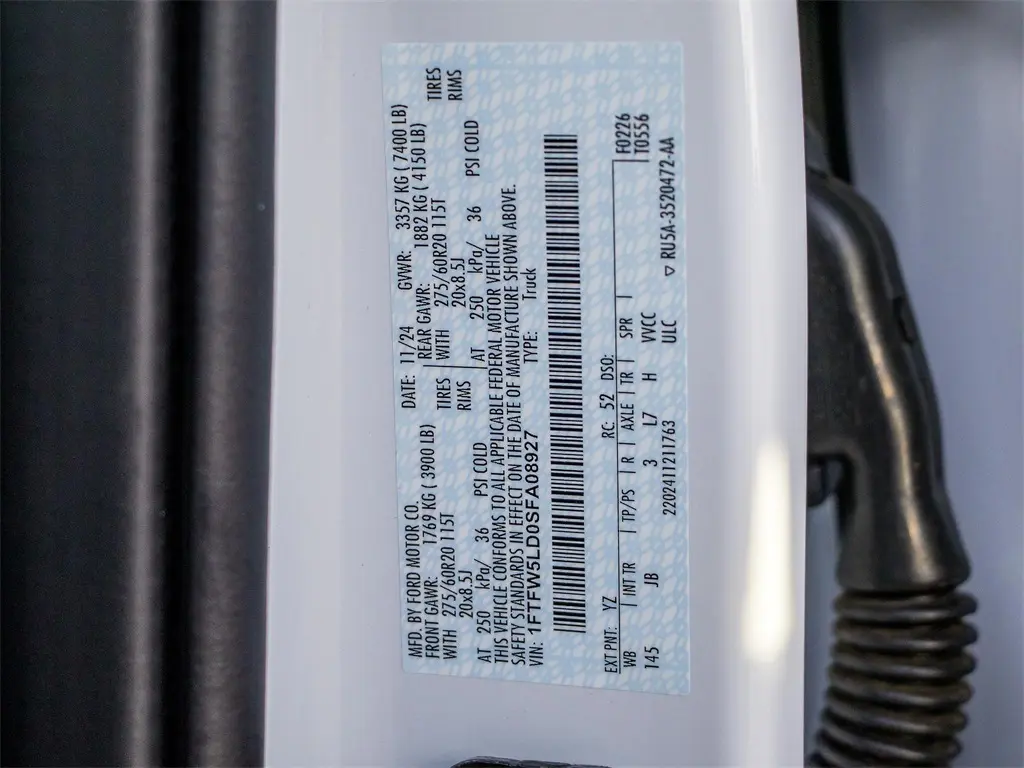 MFD. BY FORD MOTOR CO. DATE: 11/24 GVWR: 3357 KG ( 7400 LB)
FRONT GAWR: 1769 KG ( 3900 LB) REAR GAWR: 1882 KG ( 4150 LB)
WITH 275/60R20 115T TIRES WITH 275/60R20 115T TIRES
20x8.5J RIMS 20x8.5J RIMS
AT 250 kPa/ 36 PSI COLD AT 250 kPa/ 36 PSI COLD
THIS VEHICLE CONFORMS TO ALL APPLICABLE FEDERAL MOTOR VEHICLE
SAFETY STANDARDS IN EFFECT ON THE DATE OF MANUFACTURE SHOWN ABOVE.
VIN: 1FTFW5LD0SFA08927 TYPE: Truck
EXT PNT: YZ RC: 52 DSO: F0226
WB INT TR TP/PS R AXLE TR SPR T0556
145 JB 3 L7 H VVCC
2202411211763 ULC ▽ RU5A-3520472-AA